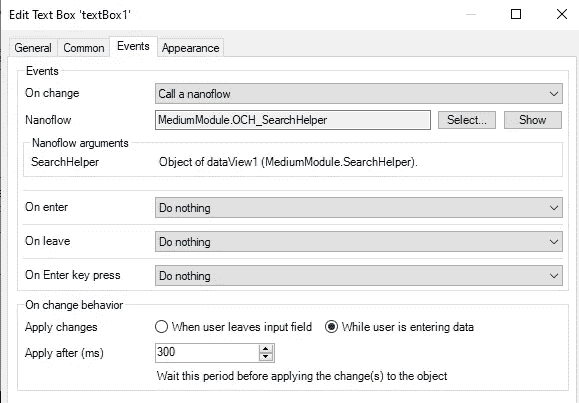 Edit Text Box 'textBox1'
General Common Events Appearance
Events
On change Call a nanoflow
Nanoflow MediumModule.OCH_SearchHelper Select... Show
Nanoflow arguments
SearchHelper Object of dataView1 (MediumModule.SearchHelper).
On enter Do nothing
On leave Do nothing
On Enter key press Do nothing
On change behavior
Apply changes When user leaves input field While user is entering data
Apply after (ms) 300
Wait this period before applying the change(s) to the object